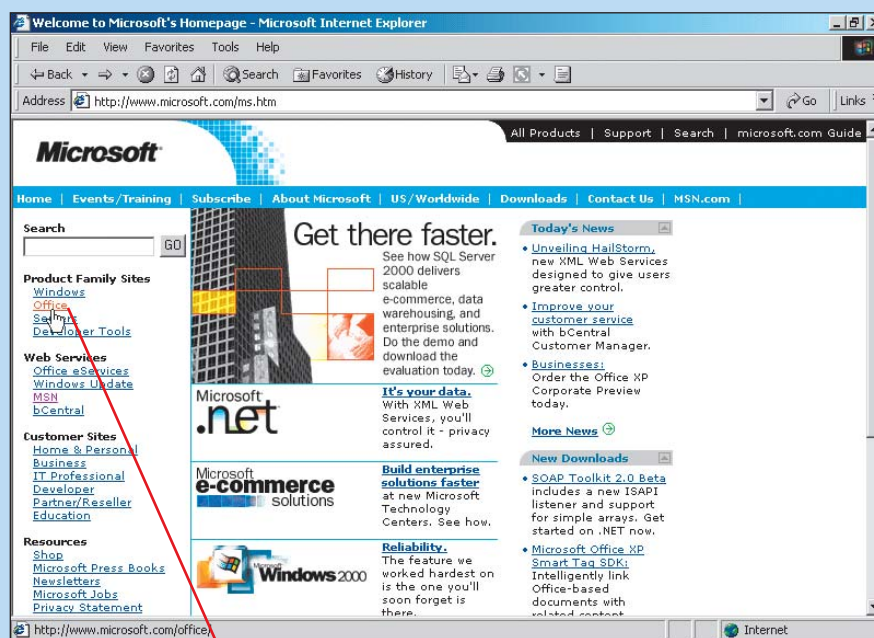 Welcome to Microsoft's Homepage - Microsoft Internet Explorer
File Edit View Favorites Tools Help
Back Search Favorites History
Address http://www.microsoft.com/ms.htm Go Links
All Products | Support | Search | microsoft.com Guide
Microsoft
Home | Events/Training | Subscribe | About Microsoft | US/Worldwide | Downloads | Contact Us | MSN.com |
Search
GO
Product Family Sites
Windows
Office
Servers
Developer Tools
Web Services
Office eServices
Windows Update
MSN
bCentral
Customer Sites
Home & Personal
Business
IT Professional
Developer
Partner/Reseller
Education
Resources
Shop
Microsoft Press Books
Newsletters
Microsoft Jobs
Privacy Statement
Get there faster.
See how SQL Server
2000 delivers
scalable
e-commerce, data
warehousing, and
enterprise solutions.
Do the demo and
download the
evaluation today.
Microsoft
.net
It's your data.
With XML Web
Services, you'll
control it - privacy
assured.
Microsoft
e-commerce
solutions
Build enterprise
solutions faster
at new Microsoft
Technology
Centers. See how.
Microsoft
Windows 2000
Reliability.
The feature we
worked hardest on
is the one you'll
soon forget is
there.
Today's News
• Unveiling HailStorm,
new XML Web Services
designed to give users
greater control.
• Improve your
customer service
with bCentral
Customer Manager.
• Businesses:
Order the Office XP
Corporate Preview
today.
More News
New Downloads
• SOAP Toolkit 2.0 Beta
includes a new ISAPI
listener and support
for simple arrays. Get
started on .NET now.
• Microsoft Office XP
Smart Tag SDK:
Intelligently link
Office-based
documents with
related content
http://www.microsoft.com/office/
Internet